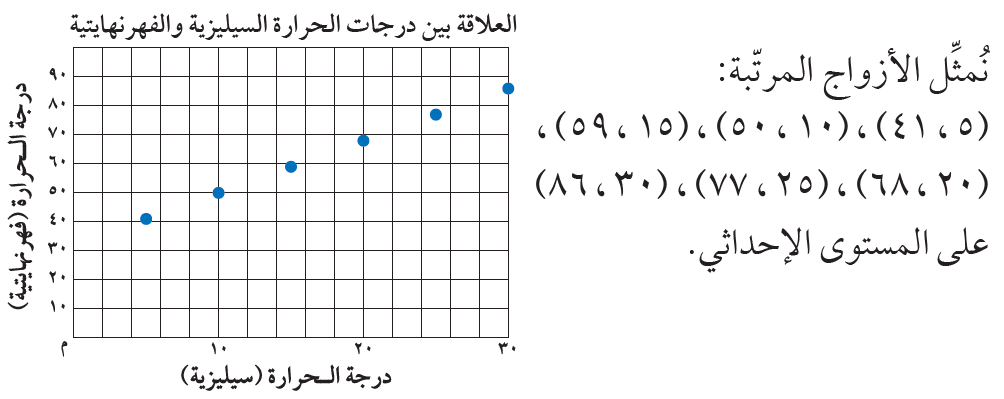 نُمثِّل الأزواج المرتّبة:
(٥ ، ٤١) ، (١٠ ، ٥٠) ، (١٥ ، ٥٩) ،
(٢٠ ، ٦٨) ، (٢٥ ، ٧٧) ، (٣٠ ، ٨٦)
على المستوى الإحداثي.
العلاقة بين درجات الحرارة السيليزية والفهرنهايتية
درجة الحرارة (فهرنهايتية)
٩٠
٨٠
٧٠
٦٠
٥٠
٤٠
٣٠
٢٠
١٠
م ١٠ ٢٠ ٣٠
درجة الحرارة (سيليزية)